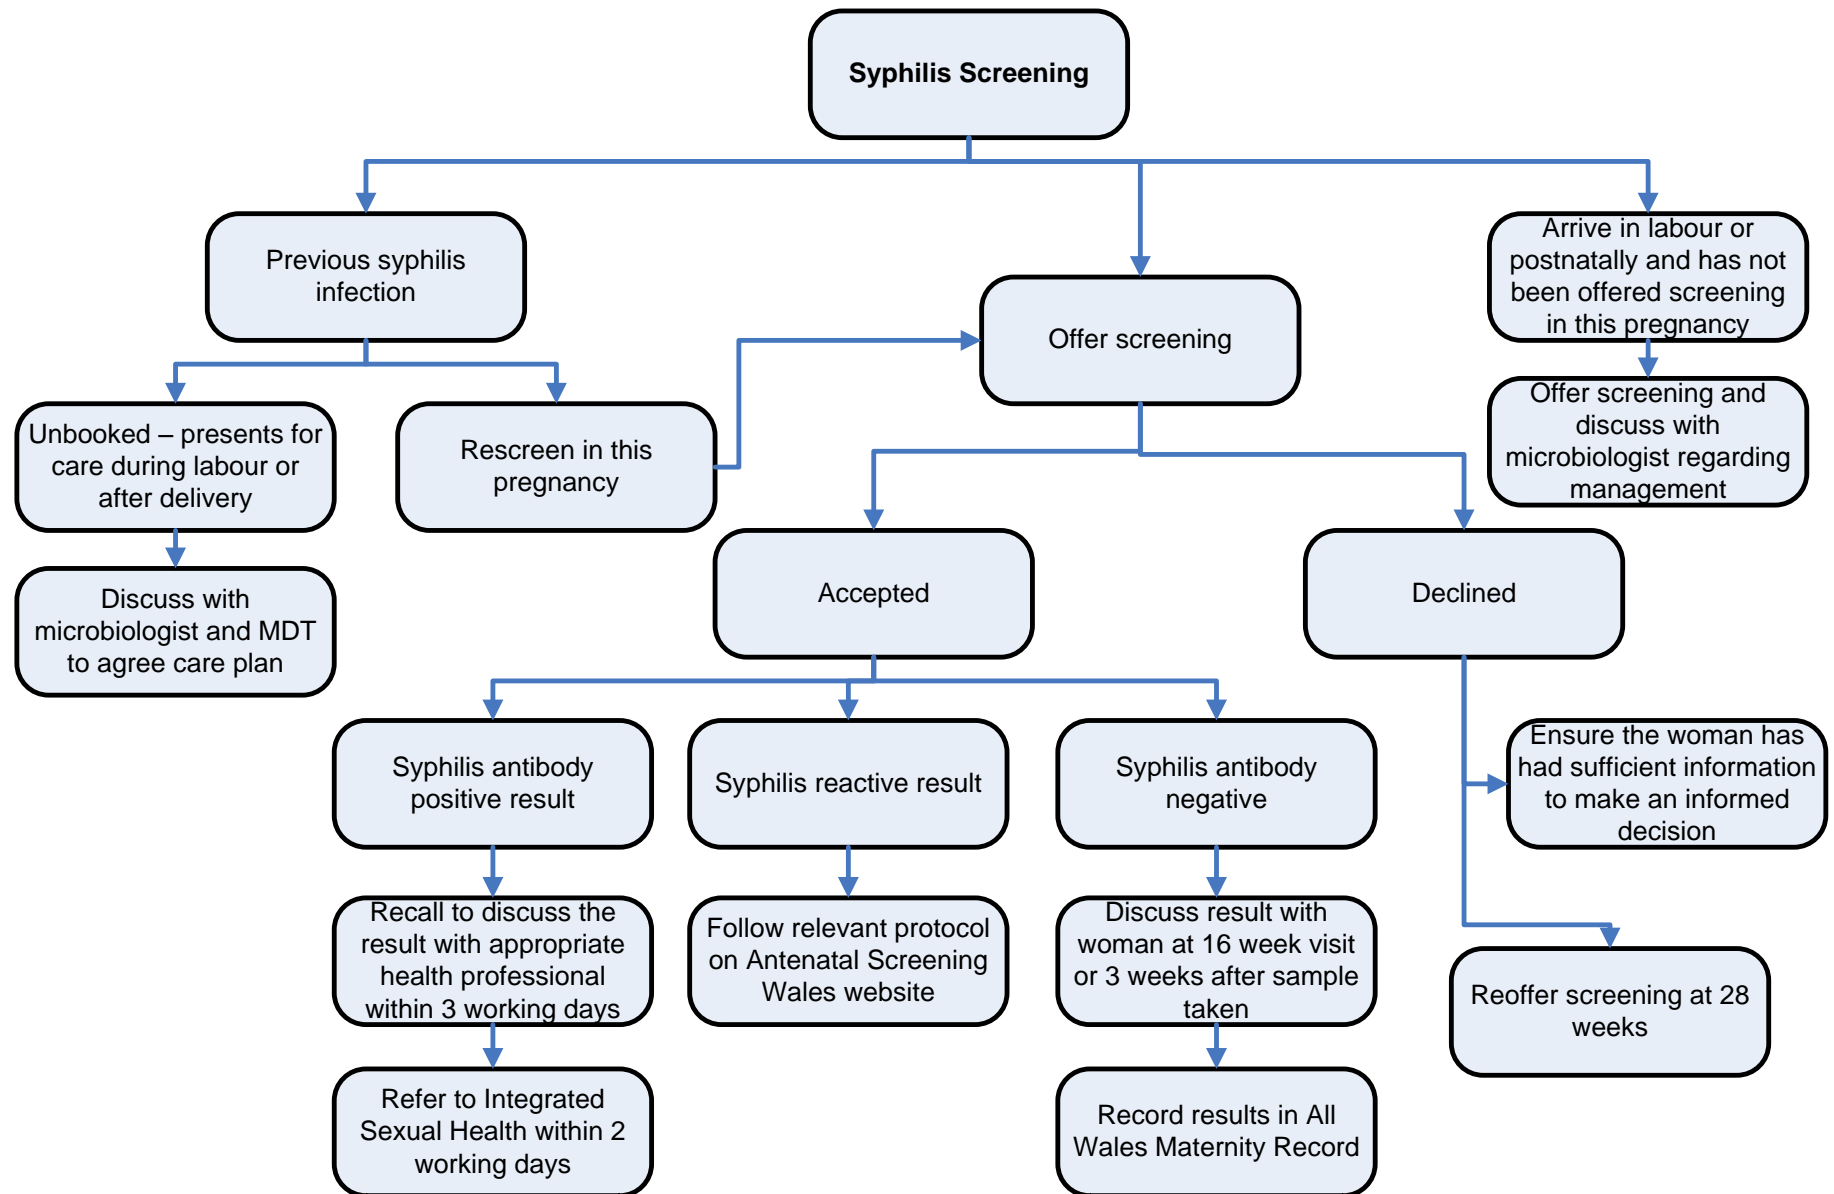 Syphilis Screening
Previous syphilis
infection
Offer screening
Arrive in labour or
postnatally and has not
been offered screening
in this pregnancy
Unbooked – presents for
care during labour or
after delivery
Rescreen in this
pregnancy
Offer screening and
discuss with
microbiologist regarding
management
Discuss with
microbiologist and MDT
to agree care plan
Accepted
Declined
Syphilis antibody
positive result
Syphilis reactive result
Syphilis antibody
negative
Ensure the woman has
had sufficient information
to make an informed
decision
Recall to discuss the
result with appropriate
health professional
within 3 working days
Follow relevant protocol
on Antenatal Screening
Wales website
Discuss result with
woman at 16 week visit
or 3 weeks after sample
taken
Reoffer screening at 28
weeks
Refer to Integrated
Sexual Health within 2
working days
Record results in All
Wales Maternity Record